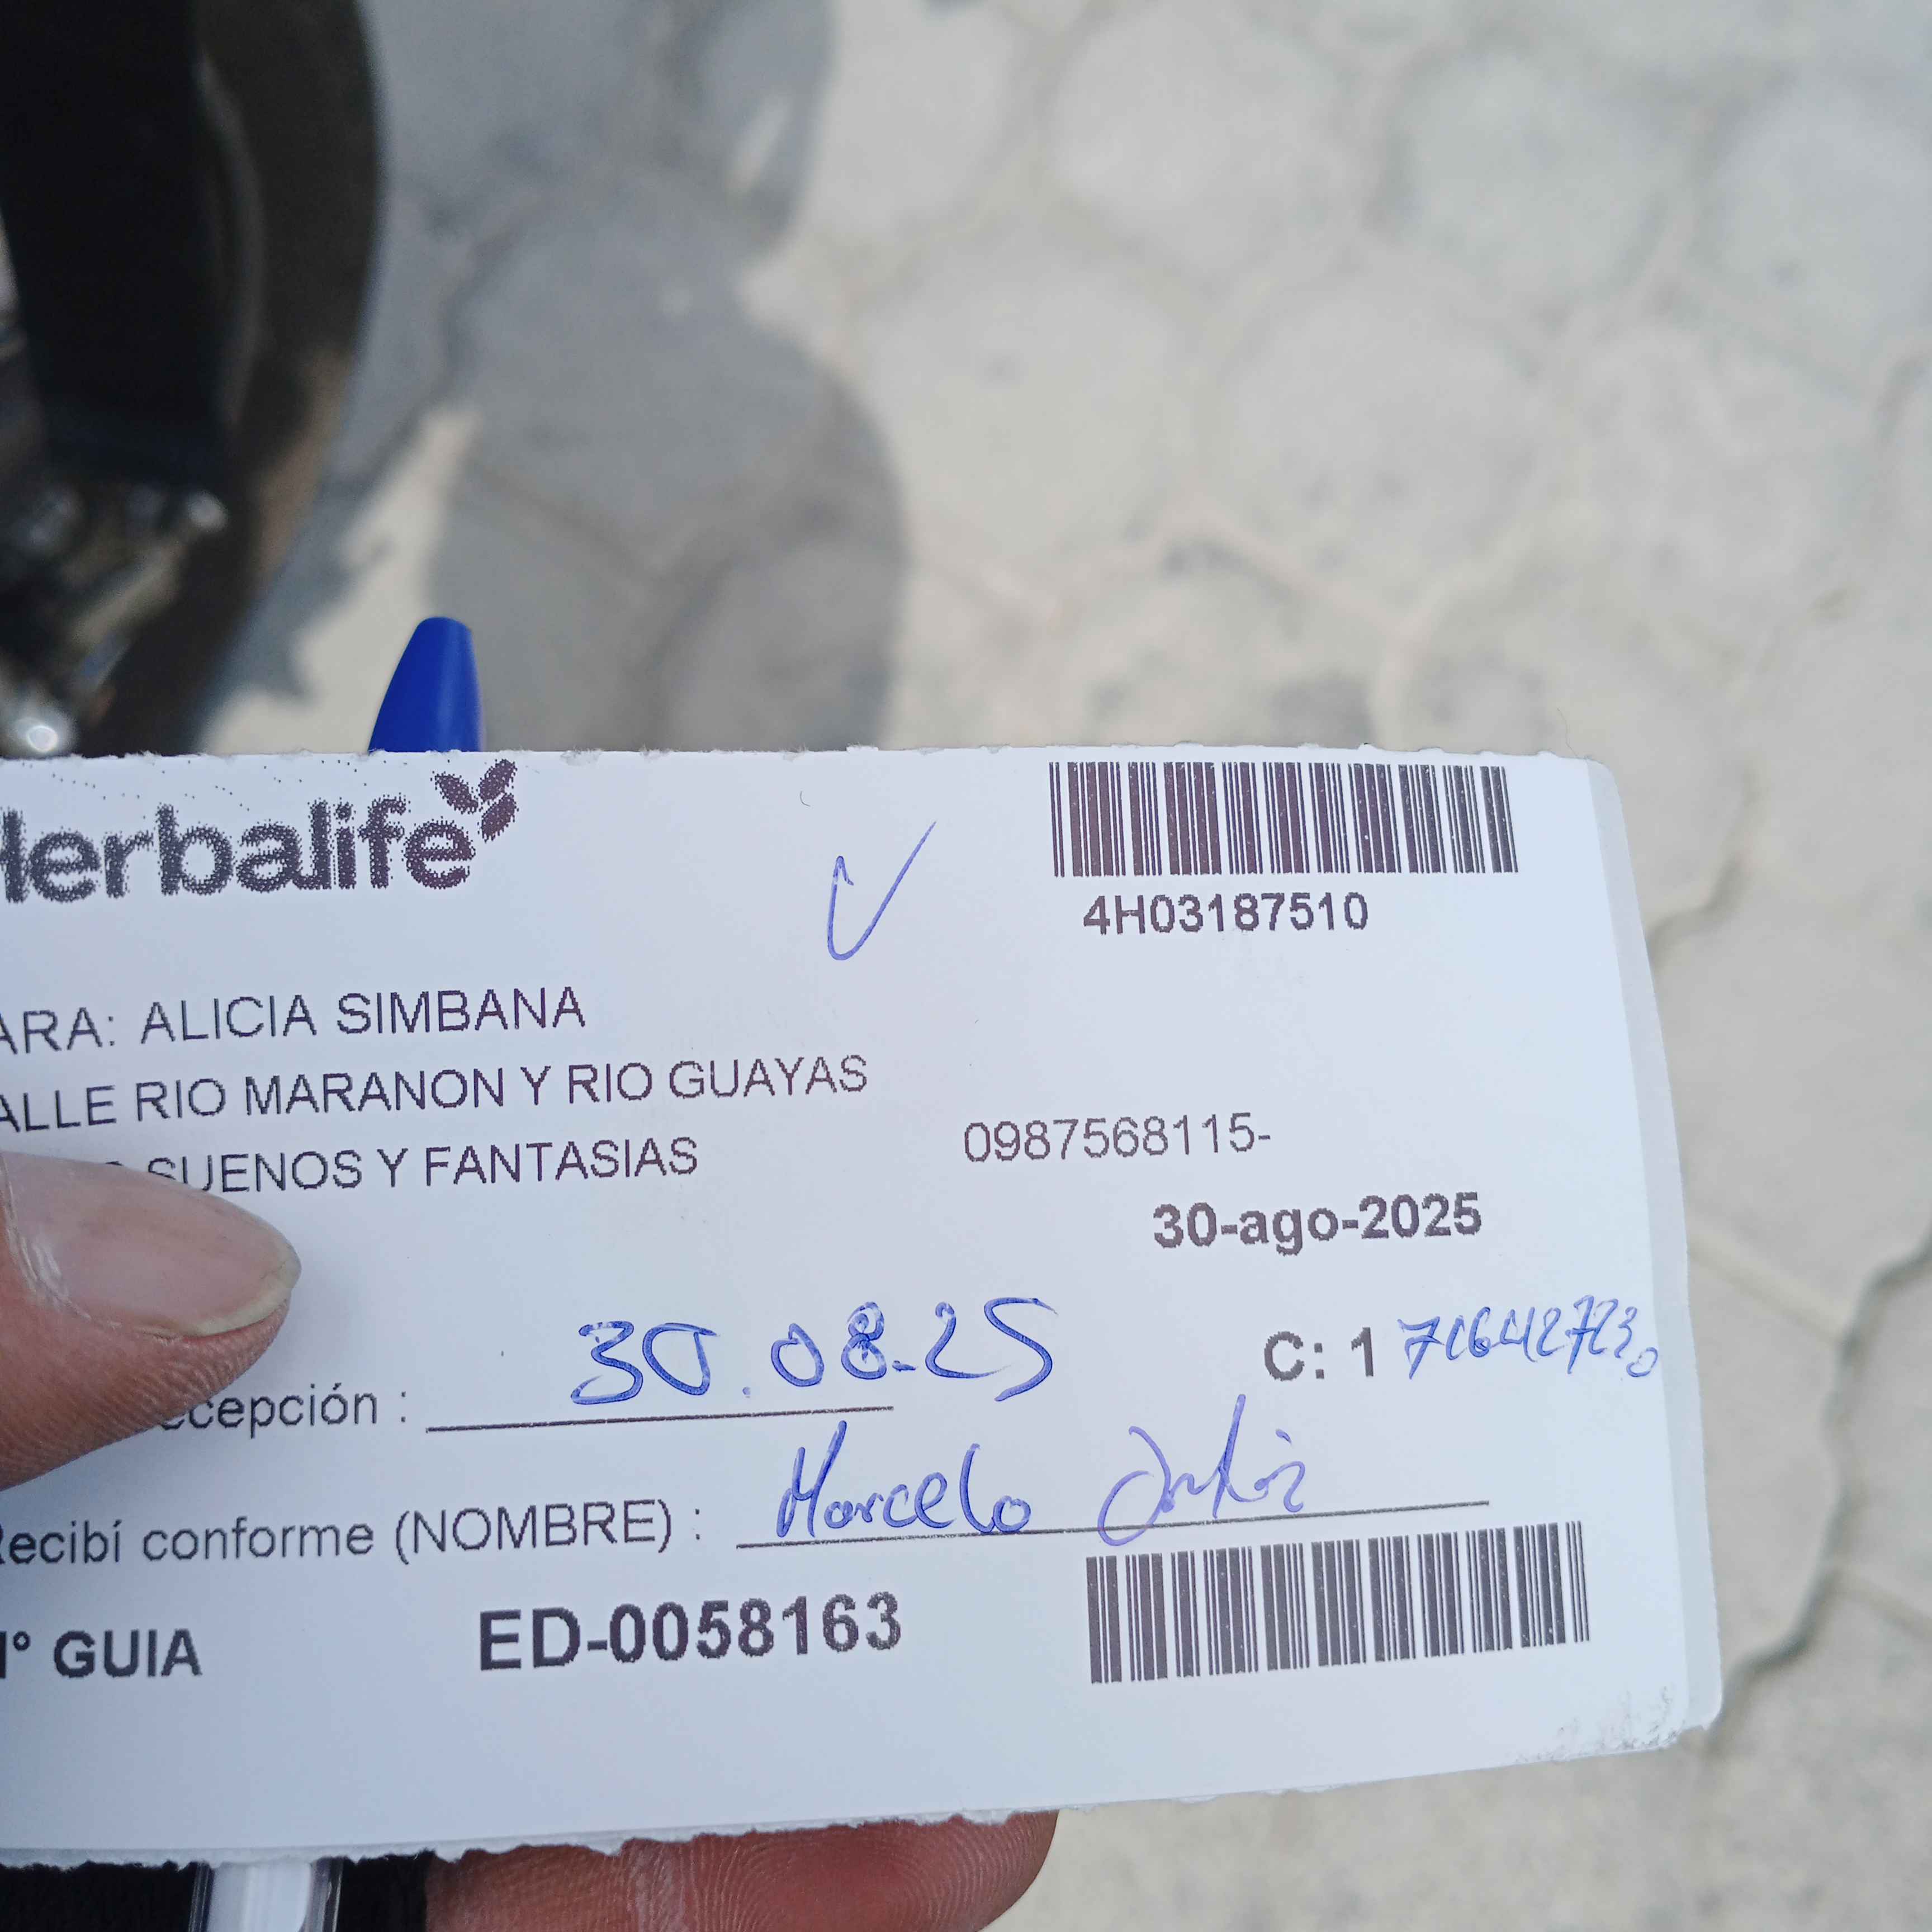 Herbalife
4H03187510
ARA: ALICIA SIMBANA
ALLE RIO MARANON Y RIO GUAYAS
SUENOS Y FANTASIAS
0987568115-
30-ago-2025
ecepción : 30.08-25
C: 1
Recibí conforme (NOMBRE) : Marcelo
N° GUIA ED-0058163